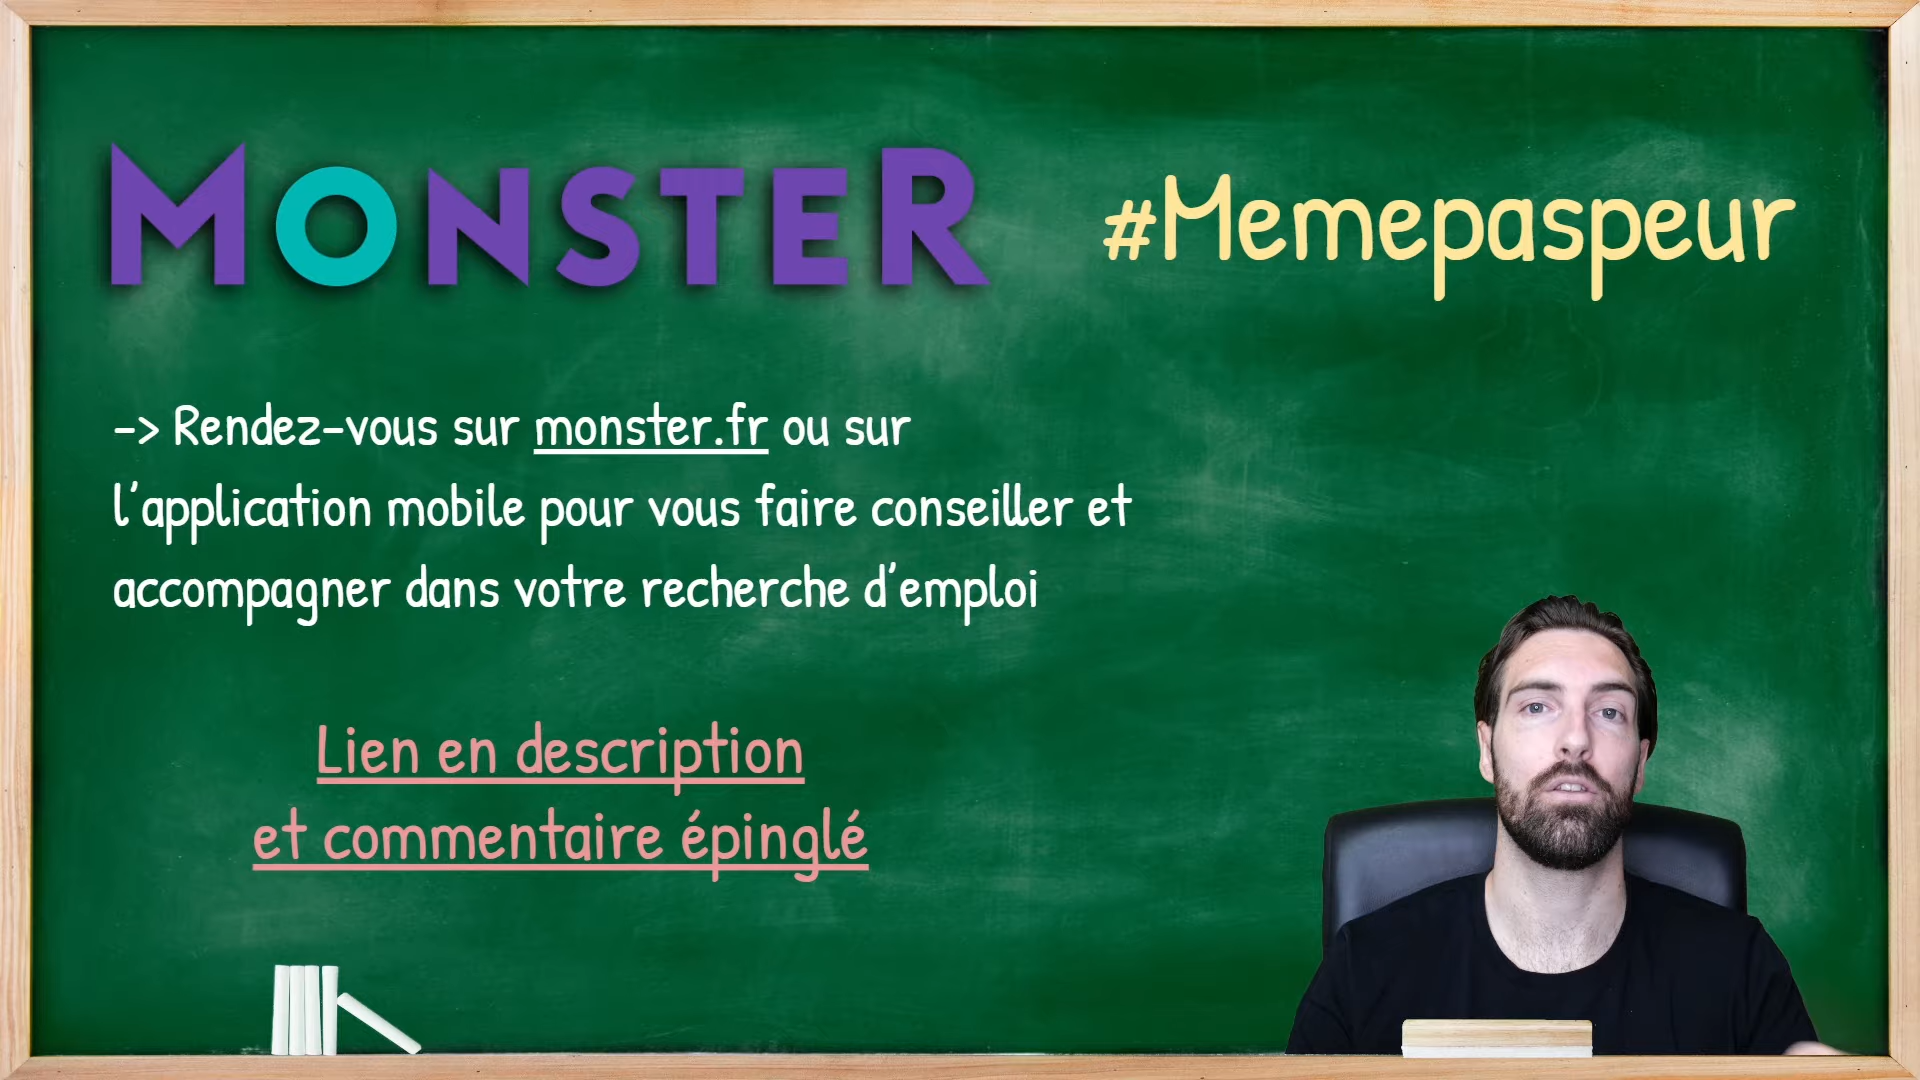 MONSTER
#Memepaspeur
-> Rendez-vous sur monster.fr ou sur
l'application mobile pour vous faire conseiller et
accompagner dans votre recherche d'emploi
Lien en description
et commentaire épinglé